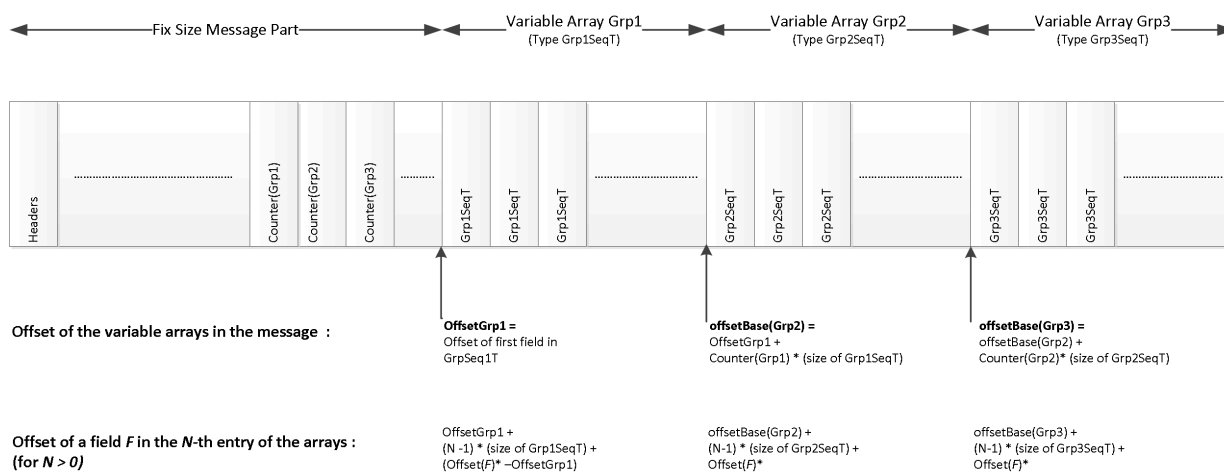 Fix Size Message Part
Variable Array Grp1
(Type Grp1SeqT)
Variable Array Grp2
(Type Grp2SeqT)
Variable Array Grp3
(Type Grp3SeqT)
Headers
Counter(Grp1)
Counter(Grp2)
Counter(Grp3)
Grp1SeqT
Grp1SeqT
Grp1SeqT
Grp2SeqT
Grp2SeqT
Grp2SeqT
Grp3SeqT
Grp3SeqT
Grp3SeqT
Offset of the variable arrays in the message :
OffsetGrp1 =
Offset of first field in
GrpSeq1T
offsetBase(Grp2) =
OffsetGrp1 +
Counter(Grp1) * (size of Grp1SeqT)
offsetBase(Grp3) =
offsetBase(Grp2) +
Counter(Grp2)* (size of Grp2SeqT)
Offset of a field F in the N-th entry of the arrays :
(for N > 0)
OffsetGrp1 +
(N -1) * (size of Grp1SeqT) +
(Offset(F)* –OffsetGrp1)
offsetBase(Grp2) +
(N-1) * (size of Grp2SeqT) +
Offset(F)*
offsetBase(Grp3) +
(N-1) * (size of Grp3SeqT) +
Offset(F)*